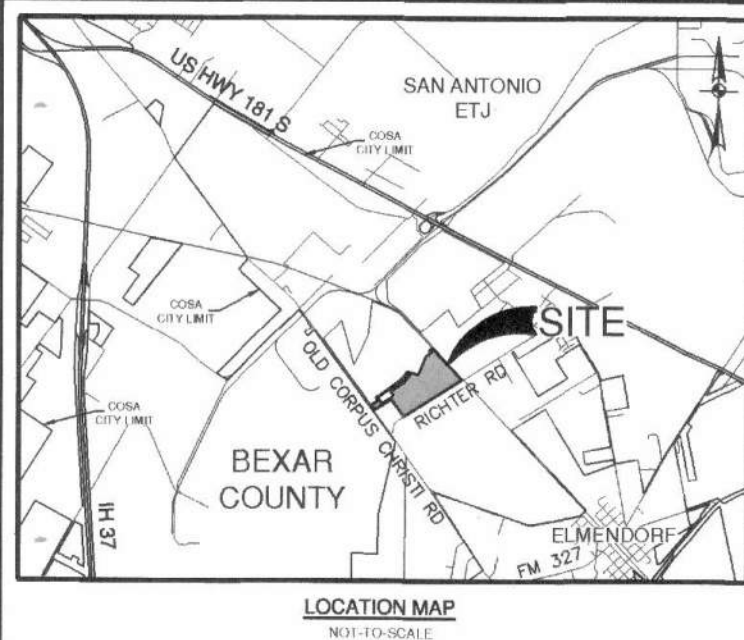 US HWY 181 S
SAN ANTONIO
ETJ
COSA
CITY LIMIT
COSA
CITY LIMIT
SITE
OLD CORPUS CHRISTI RD
RICHTER RD
COSA
CITY LIMIT
BEXAR
COUNTY
IH 37
ELMENDORF
FM 327
LOCATION MAP
NOT-TO-SCALE